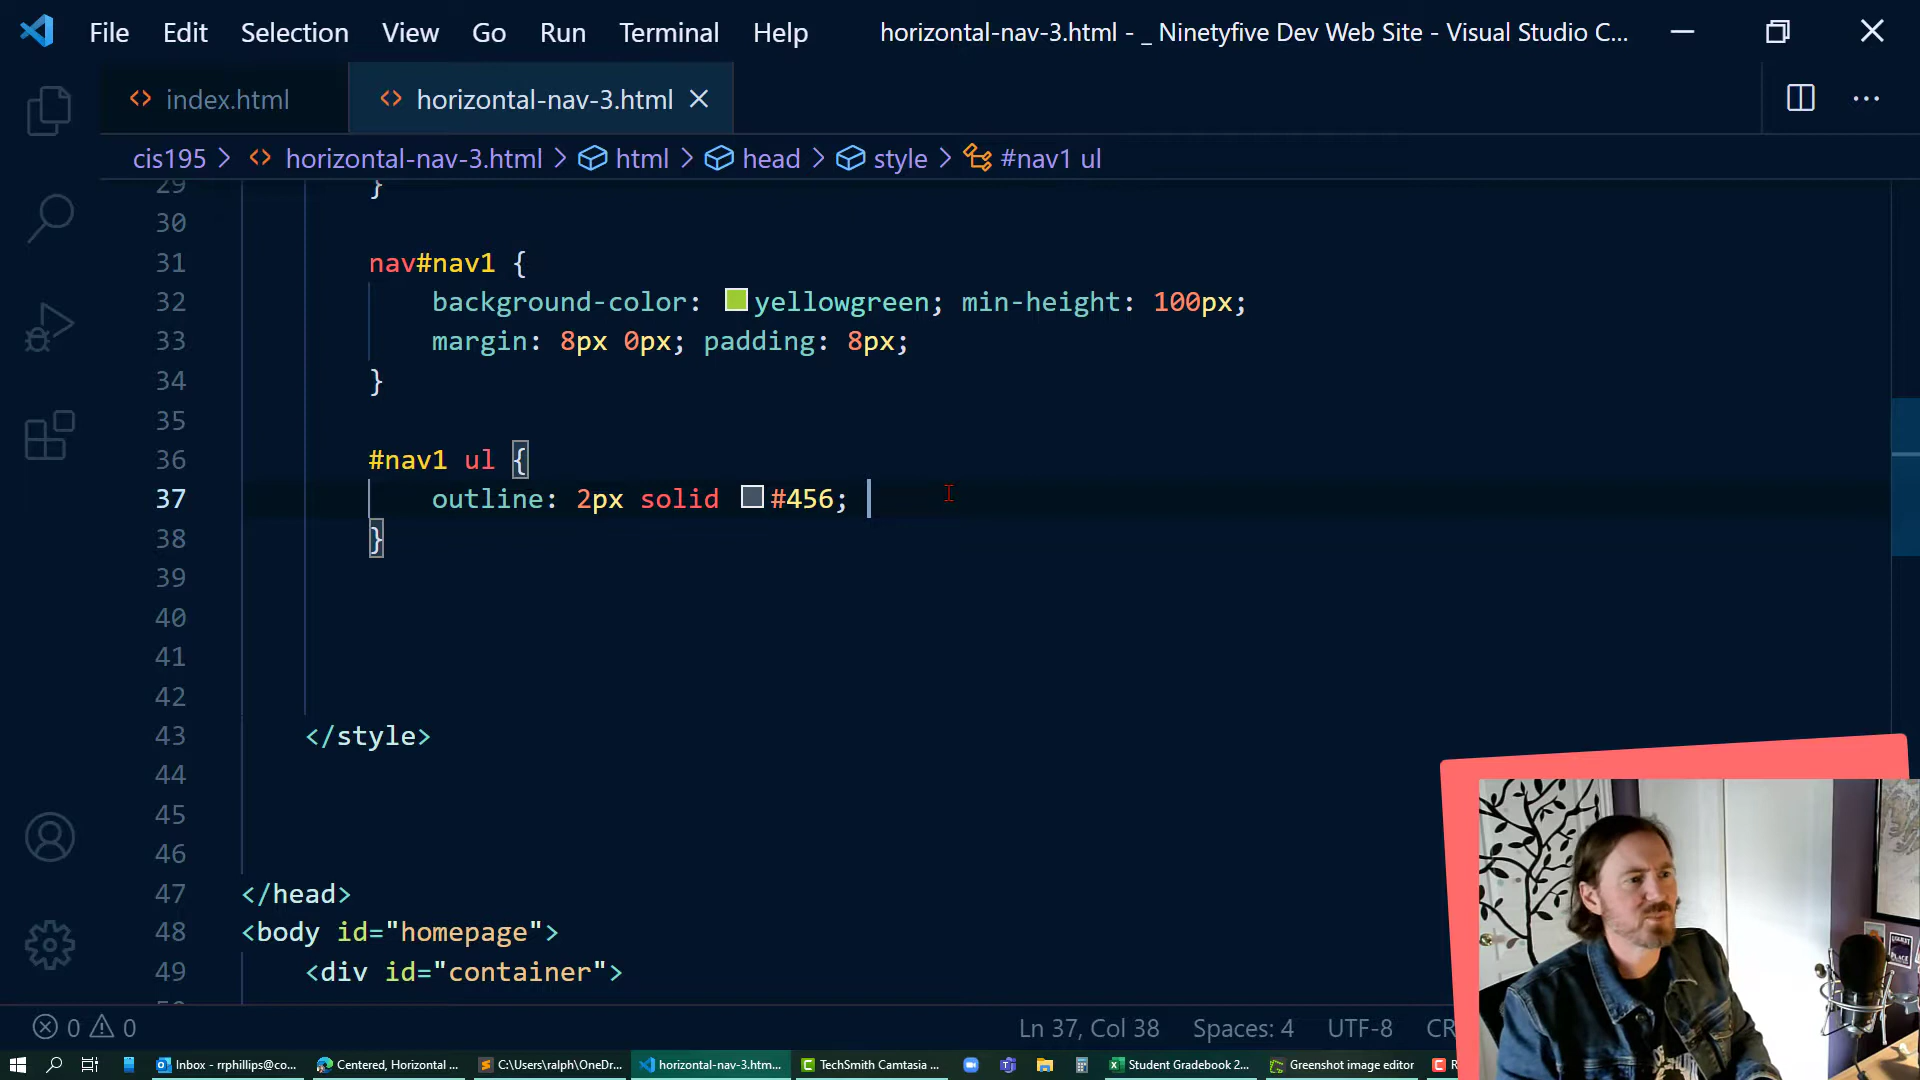 File Edit Selection View Go Run Terminal Help horizontal-nav-3.html - _ Ninetyfive Dev Web Site - Visual Studio C...
index.html horizontal-nav-3.html
cis195 > horizontal-nav-3.html > html > head > style > #nav1 ul
29 }
30
31 nav#nav1 {
32 background-color: yellowgreen; min-height: 100px;
33 margin: 8px 0px; padding: 8px;
34 }
35
36 #nav1 ul {
37 outline: 2px solid #456;
38 }
39
40
41
42
43 </style>
44
45
46
47 </head>
48 <body id="homepage">
49 <div id="container">
0 0 Ln 37, Col 38 Spaces: 4 UTF-8 CR
Inbox - rrphillips@co... Centered, Horizontal ... C:\Users\ralph\OneDr... horizontal-nav-3.htm... TechSmith Camtasia ... Student Gradebook 2... Greenshot image editor R